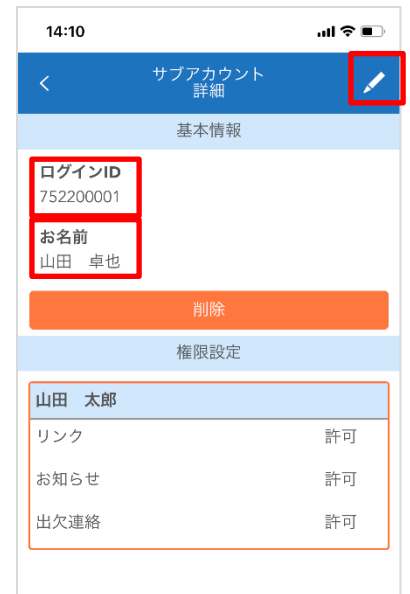 14:10
サブアカウント
詳細
基本情報
ログインID
752200001
お名前
山田　卓也
削除
権限設定
山田　太郎
リンク 許可
お知らせ 許可
出欠連絡 許可